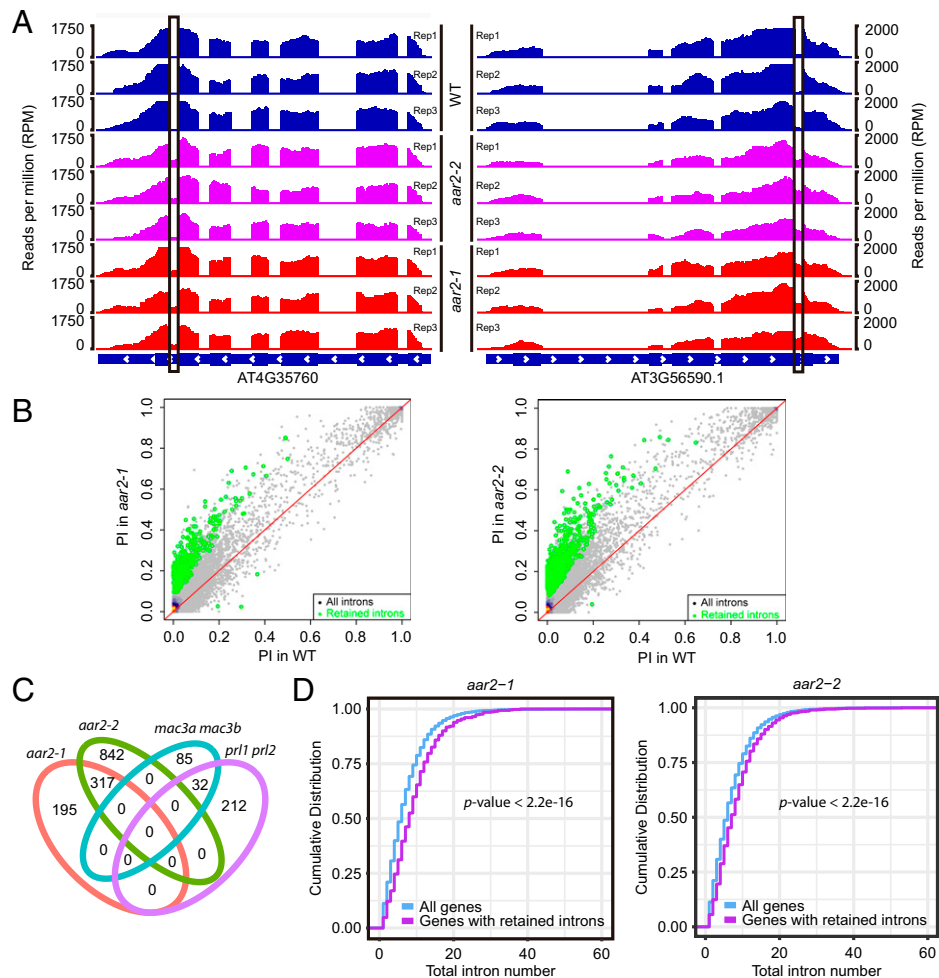 A
1750
0
Rep1
1750
0
Rep2
1750
0
Rep3
1750
0
Rep1
1750
0
Rep2
1750
0
Rep3
1750
0
Rep1
1750
0
Rep2
1750
0
Rep3
Reads per million (RPM)
AT4G35760
WT
aar2-2
aar2-1
Rep1
2000
0
Rep2
2000
0
Rep3
2000
0
Rep1
2000
0
Rep2
2000
0
Rep3
2000
0
Rep1
2000
0
Rep2
2000
0
Rep3
2000
0
Reads per million (RPM)
AT3G56590.1
B
PI in aar2-1
1.0
0.8
0.6
0.4
0.2
0.0
All introns
Retained introns
0.0 0.2 0.4 0.6 0.8 1.0
PI in WT
PI in aar2-2
1.0
0.8
0.6
0.4
0.2
0.0
All introns
Retained introns
0.0 0.2 0.4 0.6 0.8 1.0
PI in WT
C
aar2-1
aar2-2
mac3a mac3b
prl1 prl2
842
85
0
317
32
195
0
0
212
0
0
0
0
0
0
D
aar2-1
Cumulative Distribution
1.00
0.75
0.50
0.25
0.00
p-value < 2.2e-16
All genes
Genes with retained introns
0 20 40 60
Total intron number
aar2-2
Cumulative Distribution
1.00
0.75
0.50
0.25
0.00
p-value < 2.2e-16
All genes
Genes with retained introns
0 20 40 60
Total intron number